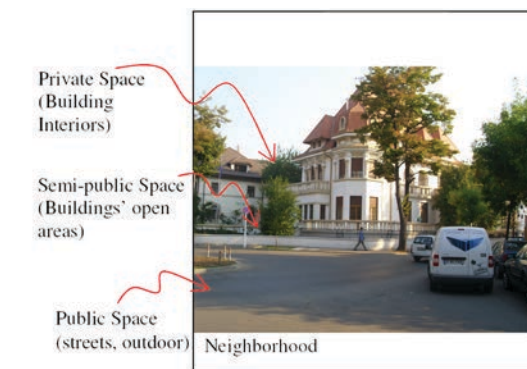 Private Space
(Building
Interiors)
Semi-public Space
(Buildings’ open
areas)
Public Space
(streets, outdoor)
Neighborhood